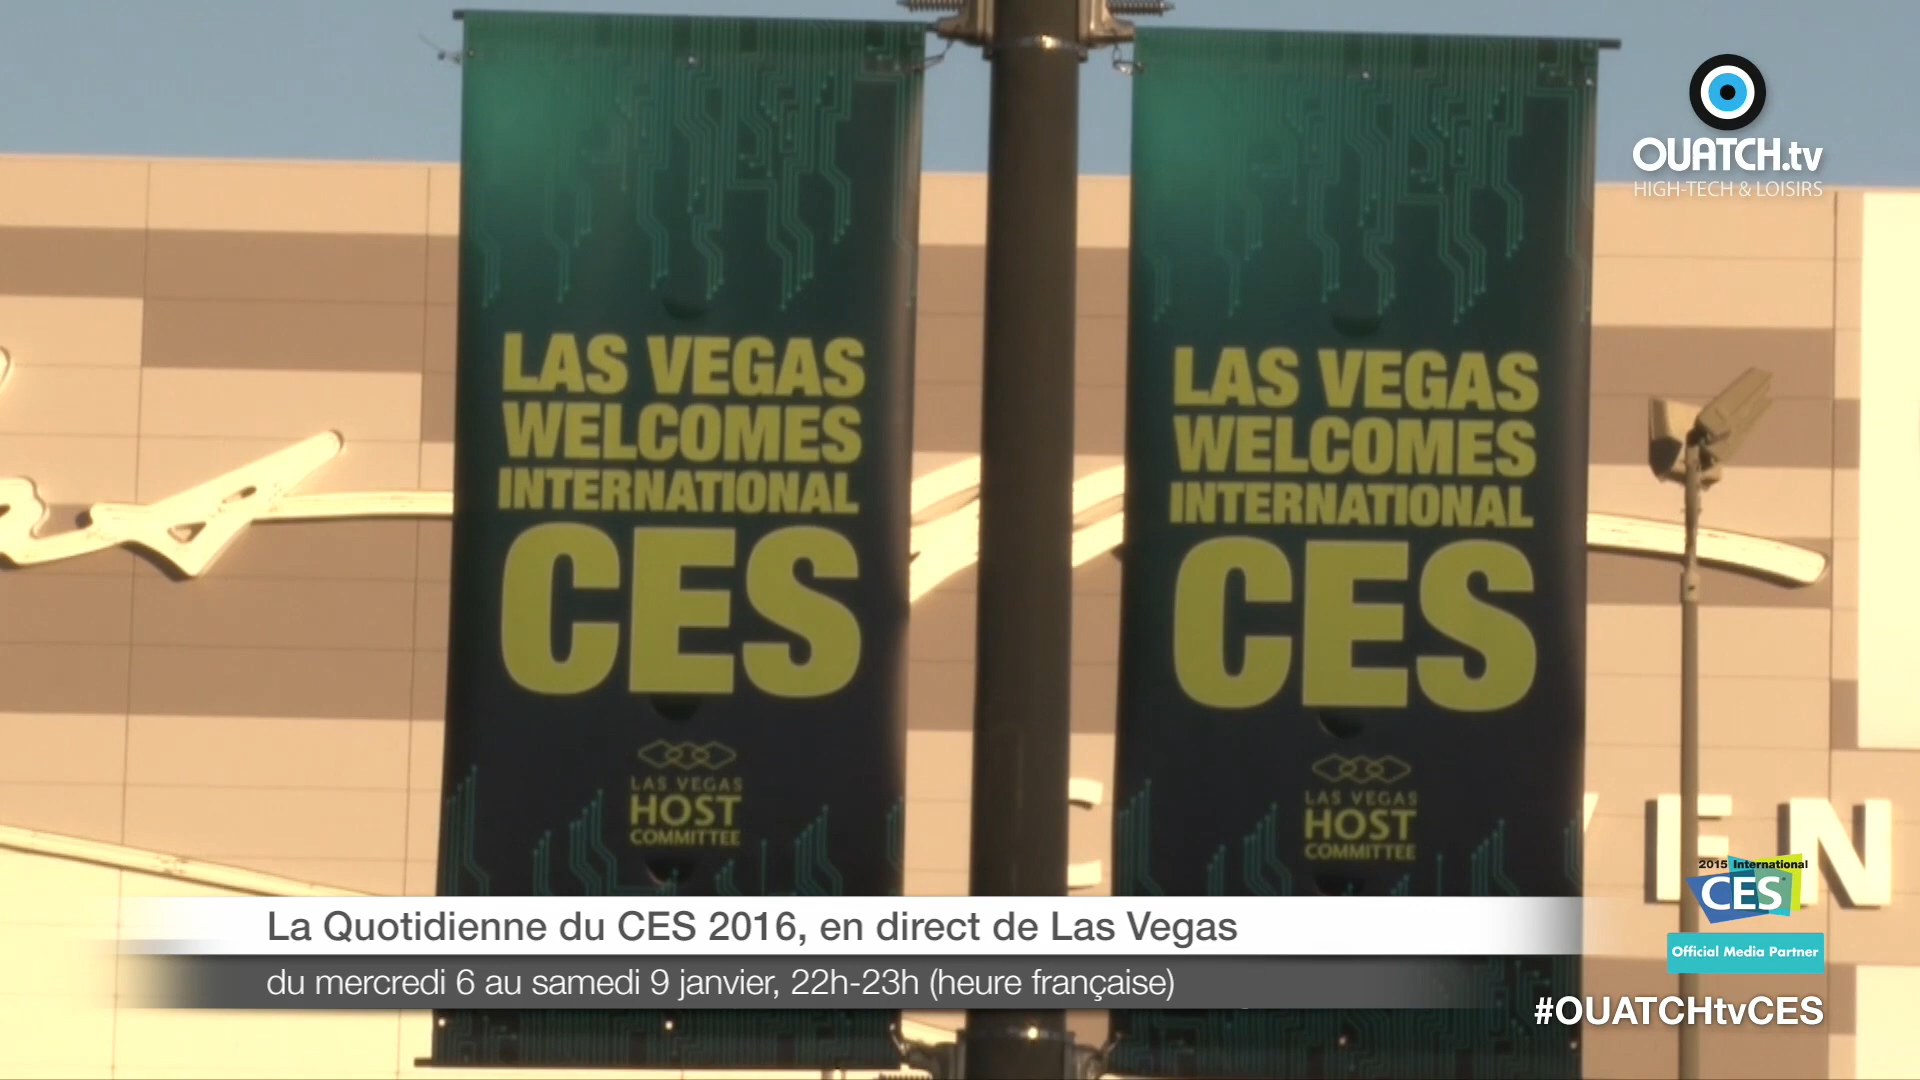 OUATCH.tv
HIGH-TECH & LOISIRS
LAS VEGAS
WELCOMES
INTERNATIONAL
CES
LAS VEGAS
HOST
COMMITTEE
LAS VEGAS
WELCOMES
INTERNATIONAL
CES
LAS VEGAS
HOST
COMMITTEE
VEN
2015 International
CES
Official Media Partner
La Quotidienne du CES 2016, en direct de Las Vegas
du mercredi 6 au samedi 9 janvier, 22h-23h (heure française)
#OUATCHtvCES